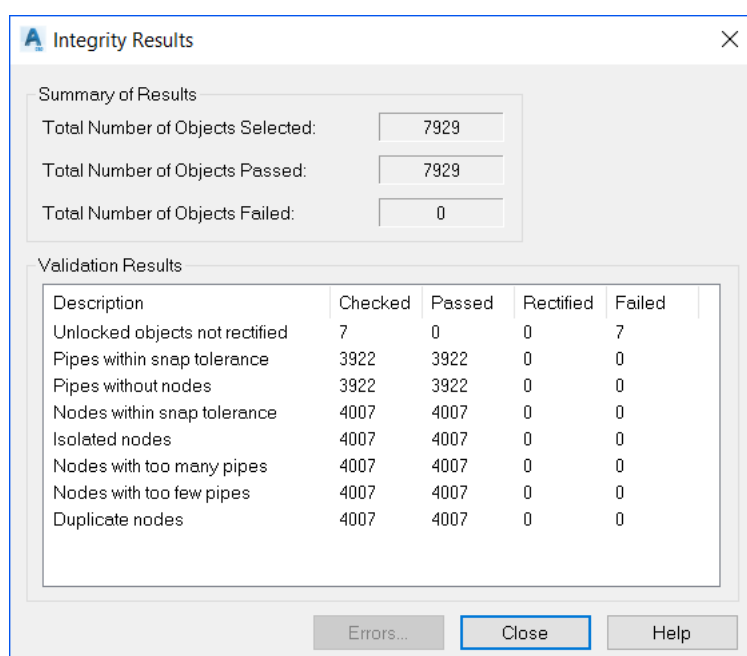 Integrity Results
Summary of Results
Total Number of Objects Selected: 7929
Total Number of Objects Passed: 7929
Total Number of Objects Failed: 0
Validation Results
Description Checked Passed Rectified Failed
Unlocked objects not rectified 7 0 0 7
Pipes within snap tolerance 3922 3922 0 0
Pipes without nodes 3922 3922 0 0
Nodes within snap tolerance 4007 4007 0 0
Isolated nodes 4007 4007 0 0
Nodes with too many pipes 4007 4007 0 0
Nodes with too few pipes 4007 4007 0 0
Duplicate nodes 4007 4007 0 0
Errors... Close Help